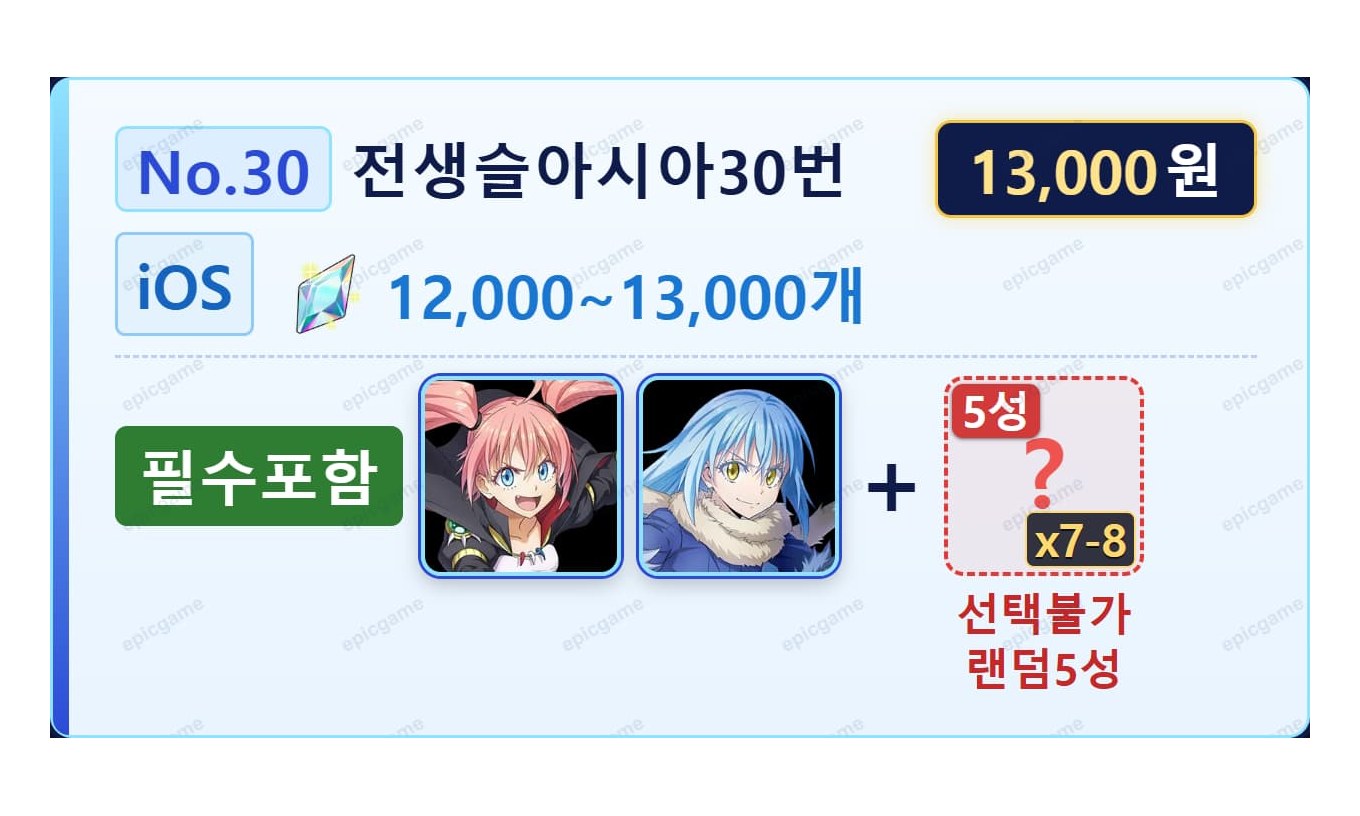 No.30 전생슬아시아30번 13,000원
iOS 12,000~13,000개
필수포함 + 5성 ? x7-8
선택불가
랜덤5성
epicgame